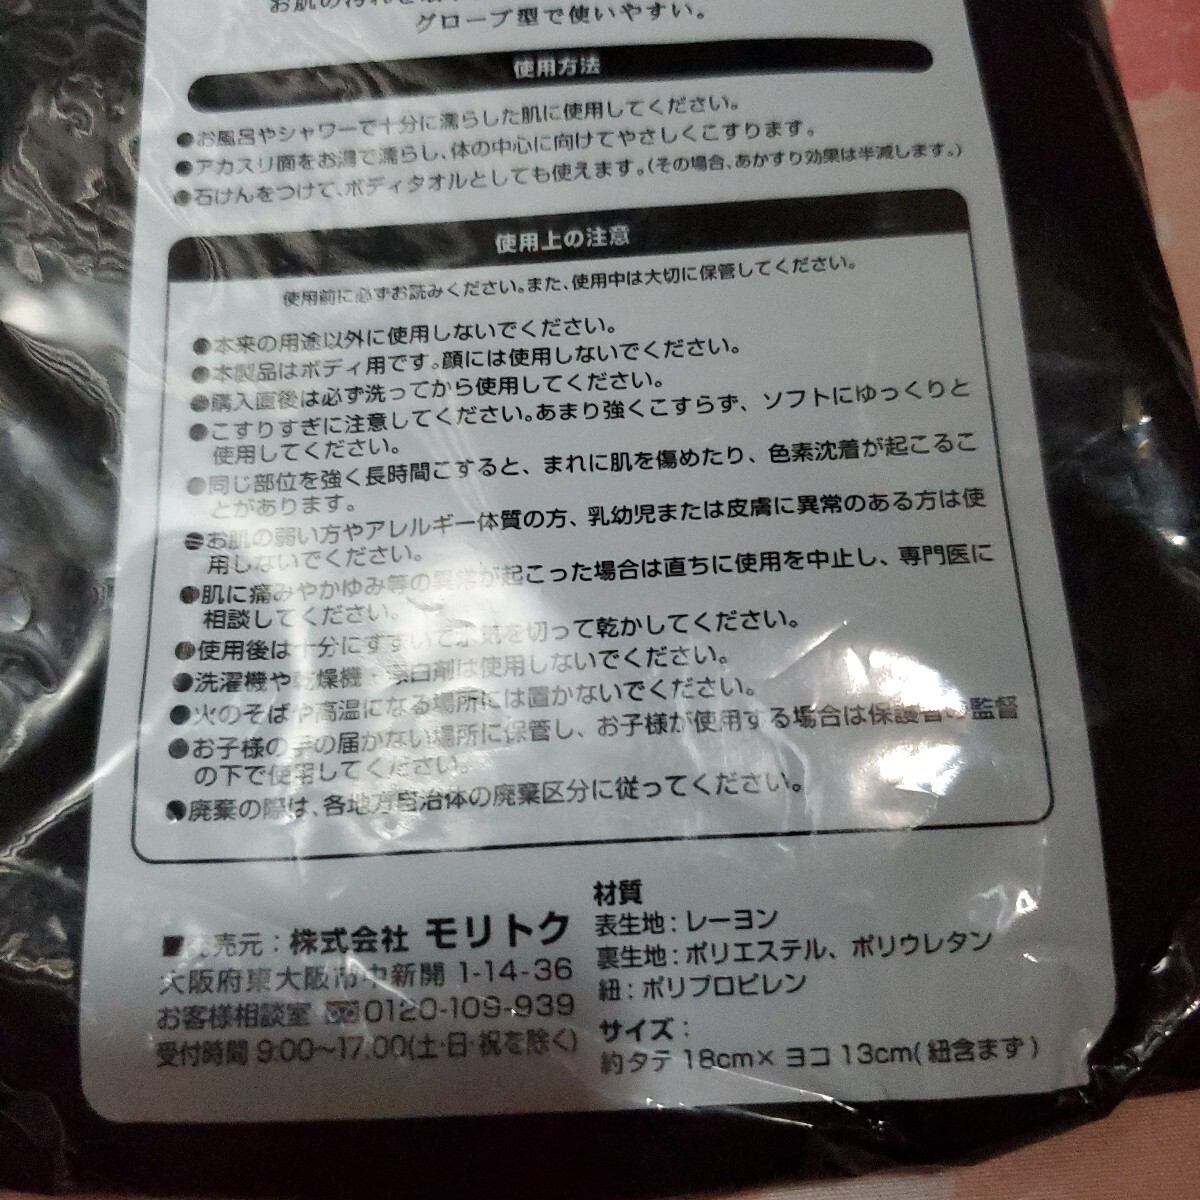 お肌の汚れを
グローブ型で使いやすい。
使用方法
●お風呂やシャワーで十分に濡らした肌に使用してください。
●アカスリ面をお湯で濡らし、体の中心に向けてやさしくこすります。
●石けんをつけて、ボディタオルとしても使えます。(その場合、あかすり効果は半減します。)
使用上の注意
使用前に必ずお読みください。また、使用中は大切に保管してください。
●本来の用途以外に使用しないでください。
●本製品はボディ用です。顔には使用しないでください。
●購入直後は必ず洗ってから使用してください。
●こすりすぎに注意してください。あまり強くこすらず、ソフトにゆっくりと
使用してください。
●同じ部位を強く長時間こすると、まれに肌を傷めたり、色素沈着が起こるこ
とがあります。
●お肌の弱い方やアレルギー体質の方、乳幼児または皮膚に異常のある方は使
用しないでください。
●肌に痛みやかゆみ等の異常が起こった場合は直ちに使用を中止し、専門医に
相談してください。
●使用後は十分にすすいで水気を切って乾かしてください。
●洗濯機や乾燥機・漂白剤は使用しないでください。
●火のそばや高温になる場所には置かないでください。
●お子様の手の届かない場所に保管し、お子様が使用する場合は保護者の監督
の下で使用してください。
●廃棄の際は、各地方自治体の廃棄区分に従ってください。
■発売元：株式会社 モリトク
大阪府東大阪市中新開 1-14-36
お客様相談室 0120-109-939
受付時間 9:00〜17:00(土・日・祝を除く)
材質
表生地：レーヨン
裏生地：ポリエステル、ポリウレタン
紐：ポリプロピレン
サイズ：
約タテ 18cm× ヨコ 13cm(紐含まず)